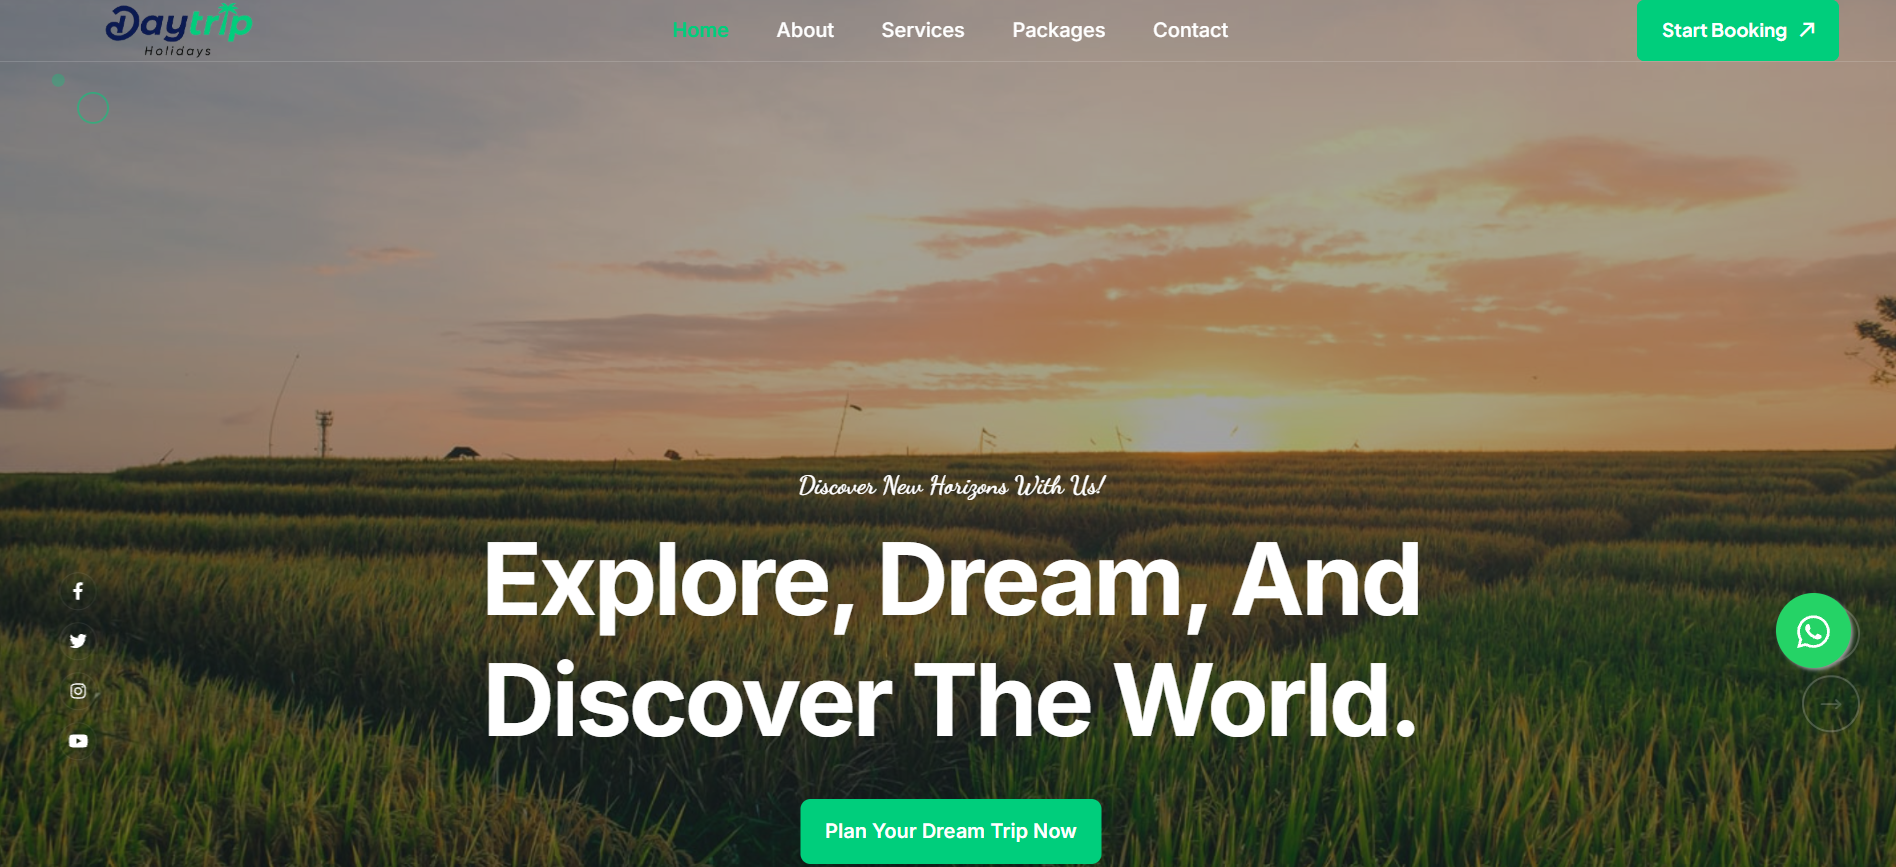 Daytrip
Holidays
Home About Services Packages Contact
Start Booking
Discover New Horizons With Us!
Explore, Dream, And
Discover The World.
Plan Your Dream Trip Now